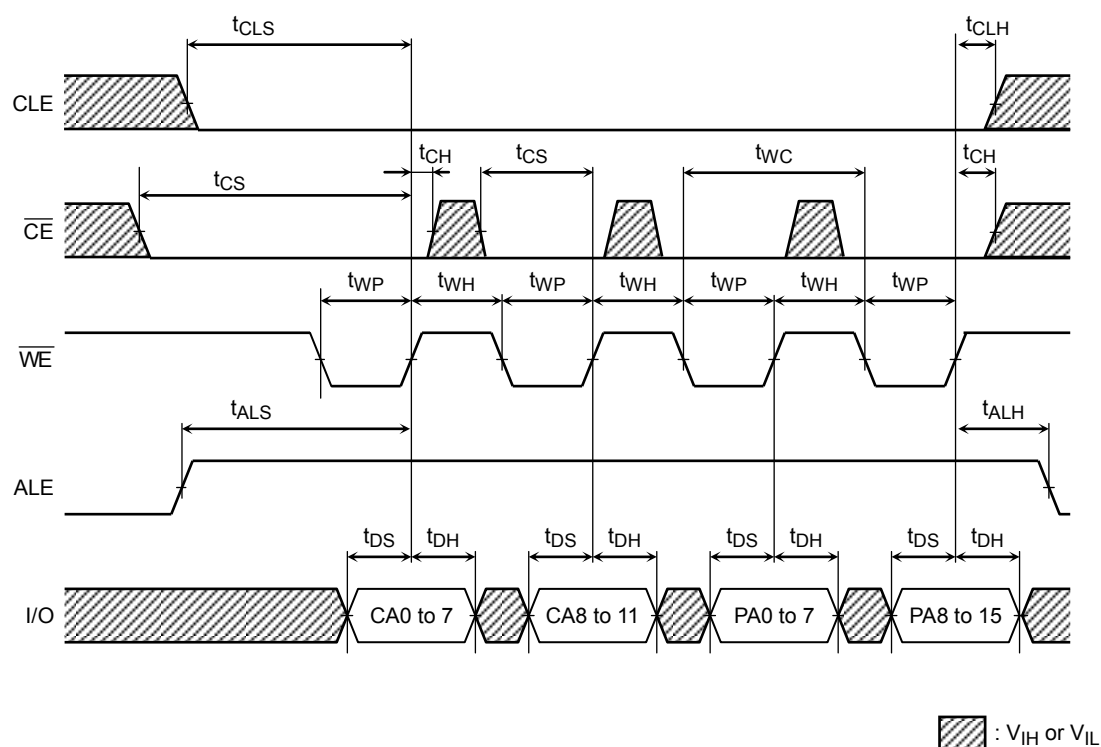 tCLS tCLH
CLE
tCH tCS tWC tCH
tCS
CE
tWP tWH tWP tWH tWP tWH tWP
WE
tALS tALH
ALE
tDS tDH tDS tDH tDS tDH tDS tDH
I/O CA0 to 7 CA8 to 11 PA0 to 7 PA8 to 15
: VIH or VIL